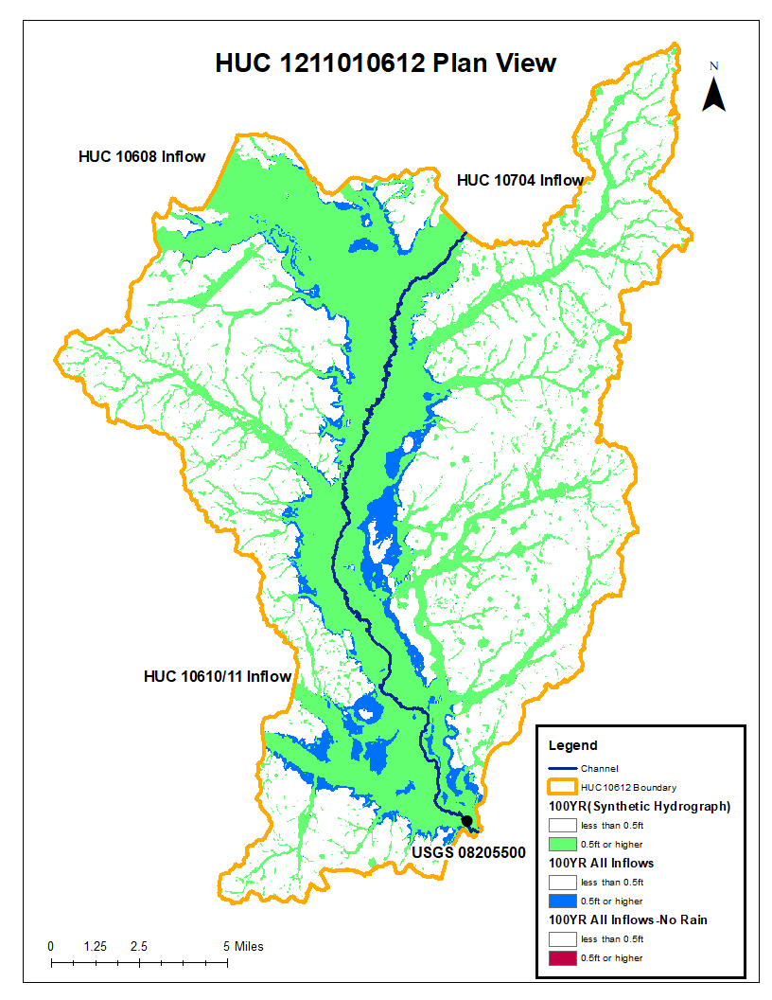 HUC 1211010612 Plan View
N
HUC 10608 Inflow
HUC 10704 Inflow
HUC 10610/11 Inflow
USGS 08205500
Legend
Channel
HUC10612 Boundary
100YR(Synthetic Hydrograph)
less than 0.5ft
0.5ft or higher
100YR All Inflows
less than 0.5ft
0.5ft or higher
100YR All Inflows-No Rain
less than 0.5ft
0.5ft or higher
0 1.25 2.5 5 Miles